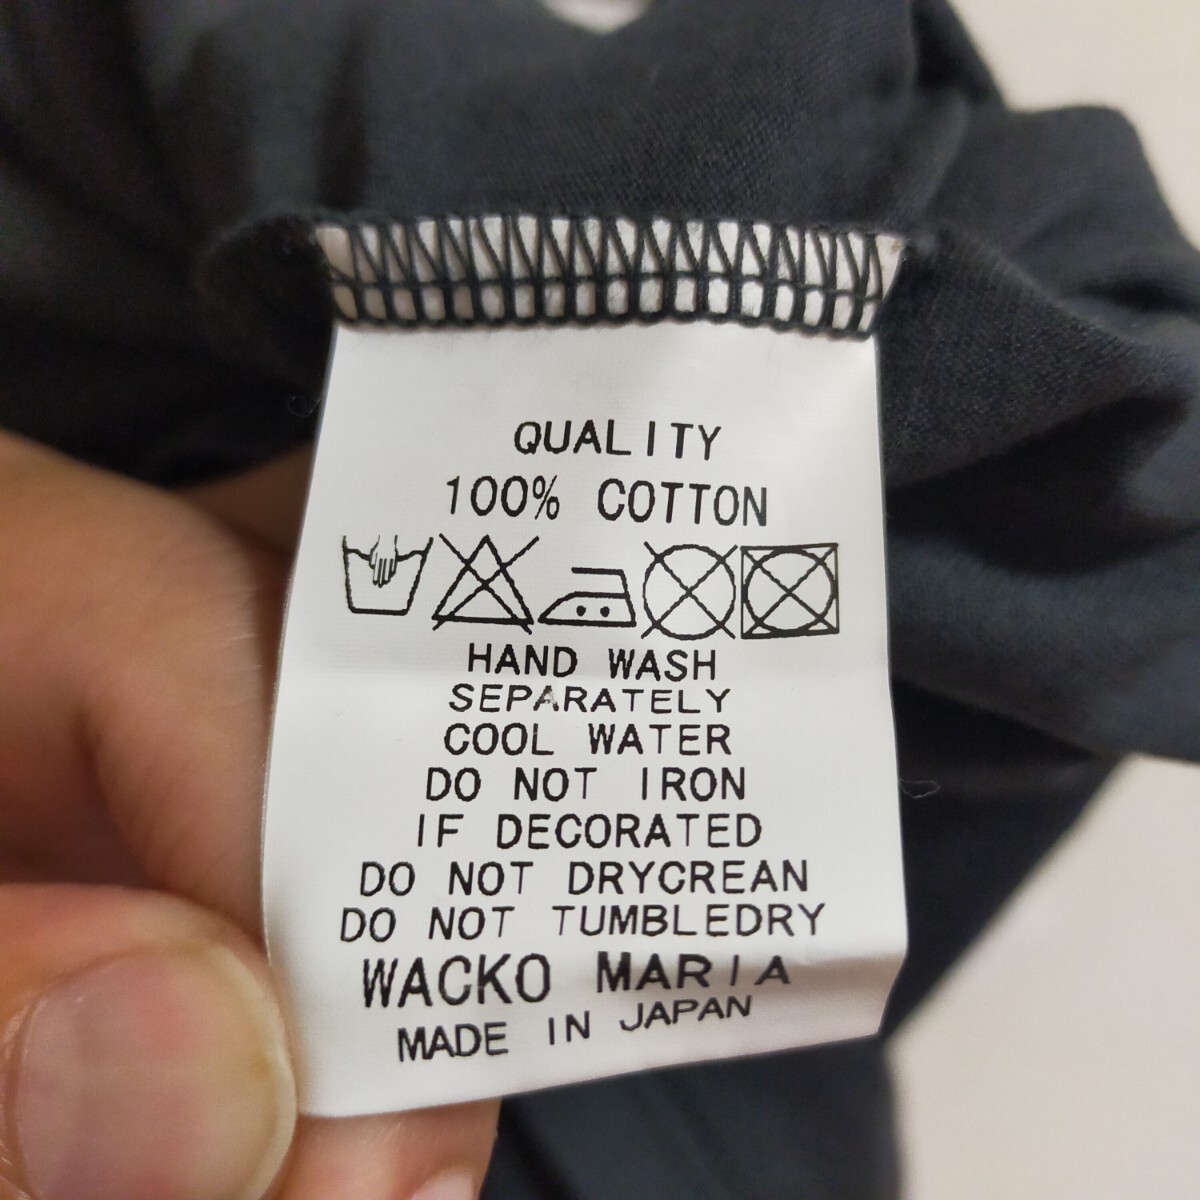 QUALITY
100% COTTON
HAND WASH
SEPARATELY
COOL WATER
DO NOT IRON
IF DECORATED
DO NOT DRYCREAN
DO NOT TUMBLEDRY
WACKO MARIA
MADE IN JAPAN